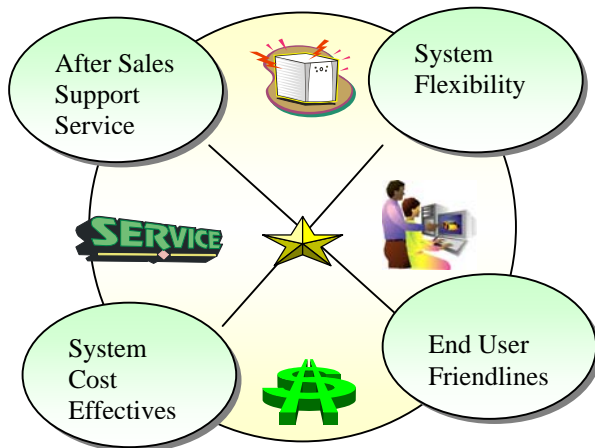 After Sales
Support
Service
System
Flexibility
SERVICE
System
Cost
Effectives
End User
Friendlines